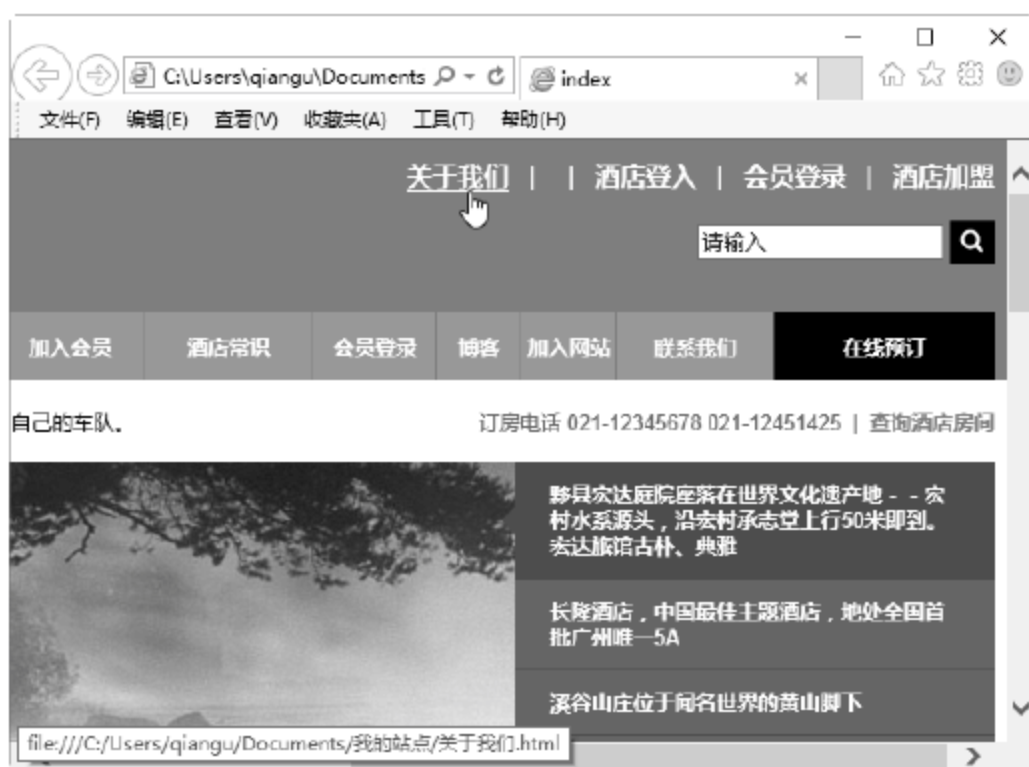 C:\Users\qiangu\Documents
index
文件(F) 编辑(E) 查看(V) 收藏夹(A) 工具(T) 帮助(H)
关于我们 | | 酒店登入 | 会员登录 | 酒店加盟
请输入
加入会员 酒店常识 会员登录 博客 加入网站 联系我们 在线预订
自己的车队。 订房电话 021-12345678 021-12451425 | 查询酒店房间
黟县宏达庭院座落在世界文化遗产地 - - 宏
村水系源头，沿宏村承志堂上行50米即到。
宏达旅馆古朴、典雅
长隆酒店，中国最佳主题酒店，地处全国首
批广州唯一5A
溪谷山庄位于闻名世界的黄山脚下
file:///C:/Users/qiangu/Documents/我的站点/关于我们.html